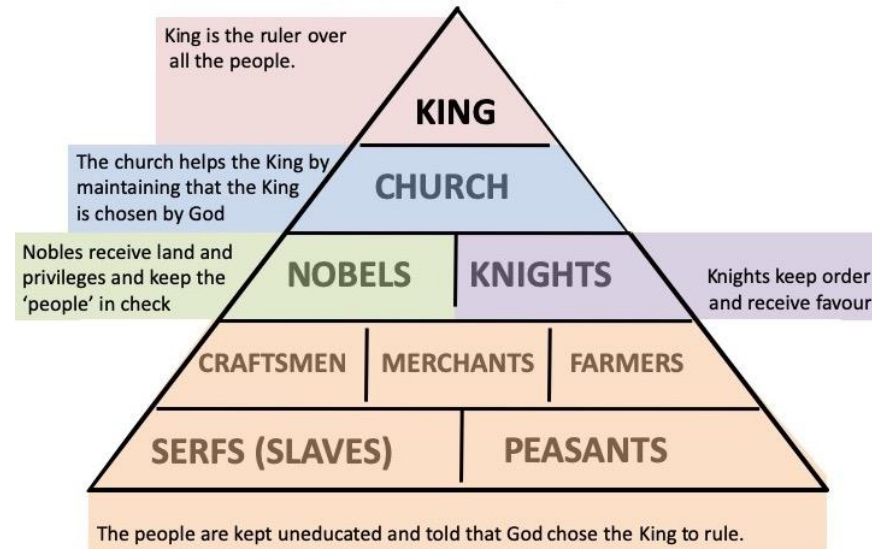 King is the ruler over
all the people.
KING
The church helps the King by
maintaining that the King
is chosen by God
CHURCH
Nobles receive land and
privileges and keep the
‘people’ in check
NOBELS
KNIGHTS
Knights keep order
and receive favour
CRAFTSMEN
MERCHANTS
FARMERS
SERFS (SLAVES)
PEASANTS
The people are kept uneducated and told that God chose the King to rule.